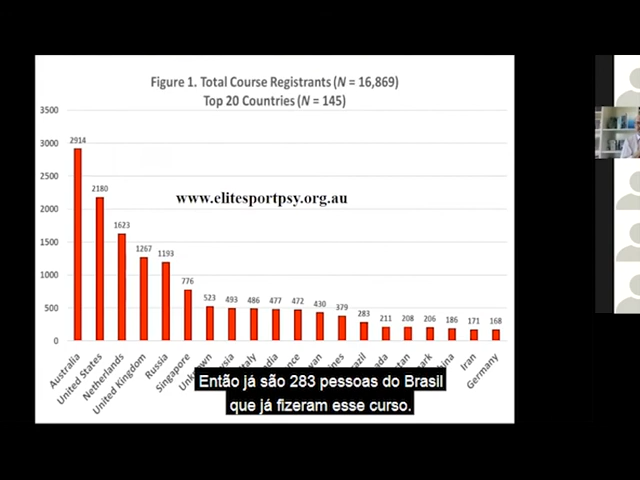 Figure 1. Total Course Registrants (N = 16,869)
Top 20 Countries (N = 145)
3500
3000
2500
2000
1500
1000
500
0
www.elitesportpsy.org.au
2914
2180
1623
1267
1193
776
523
493
486
477
472
430
379
283
211
208
206
186
171
168
Australia
United States
Netherlands
United Kingdom
Russia
Singapore
Iran
Germany
Então já são 283 pessoas do Brasil
que já fizeram esse curso.